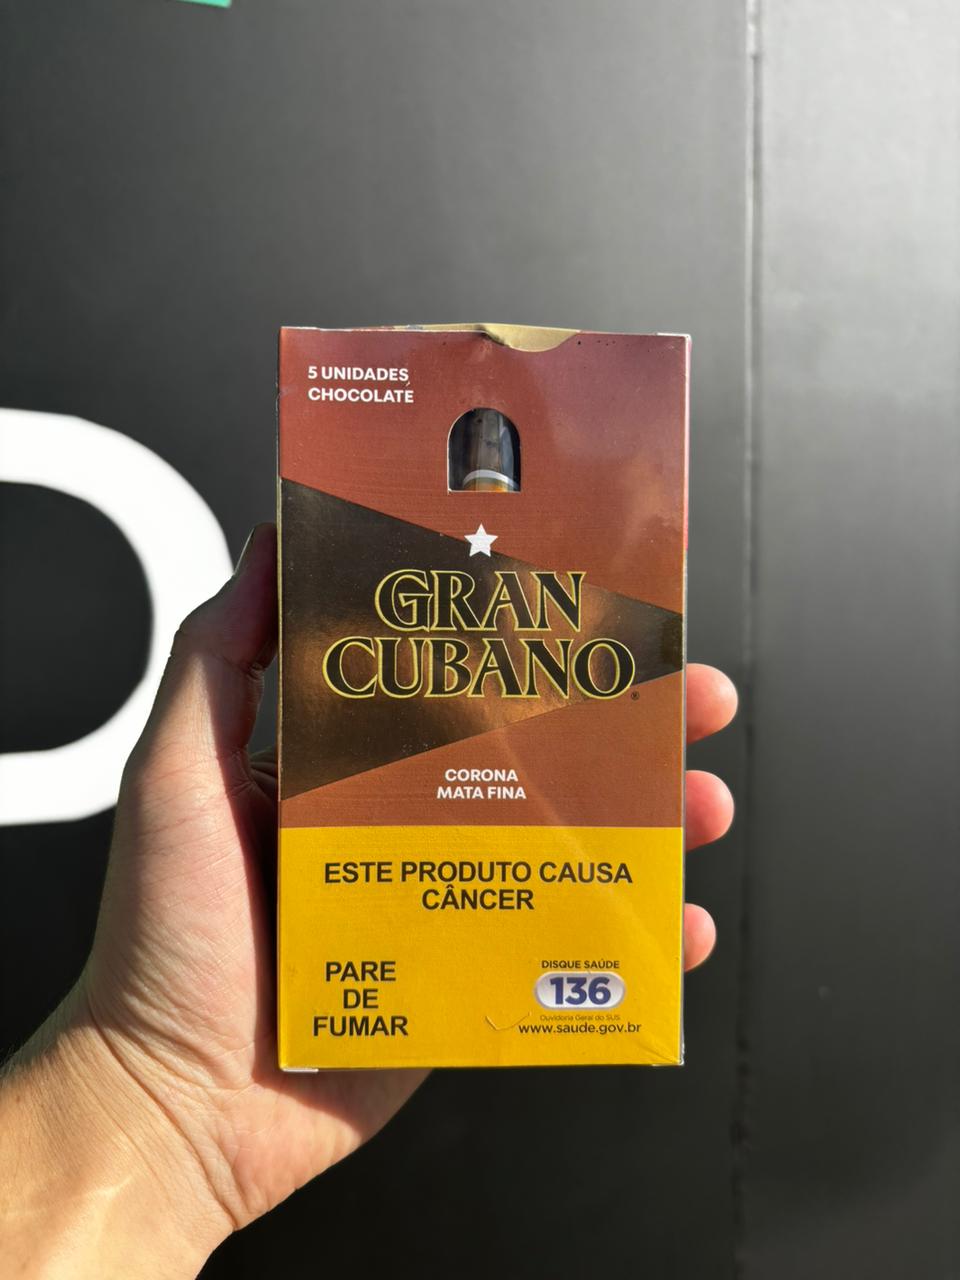 5 UNIDADES
CHOCOLATE
GRAN
CUBANO®
CORONA
MATA FINA
ESTE PRODUTO CAUSA
CÂNCER
PARE
DE
FUMAR
DISQUE SAÚDE
136
Ouvidoria Geral do SUS
www.saude.gov.br